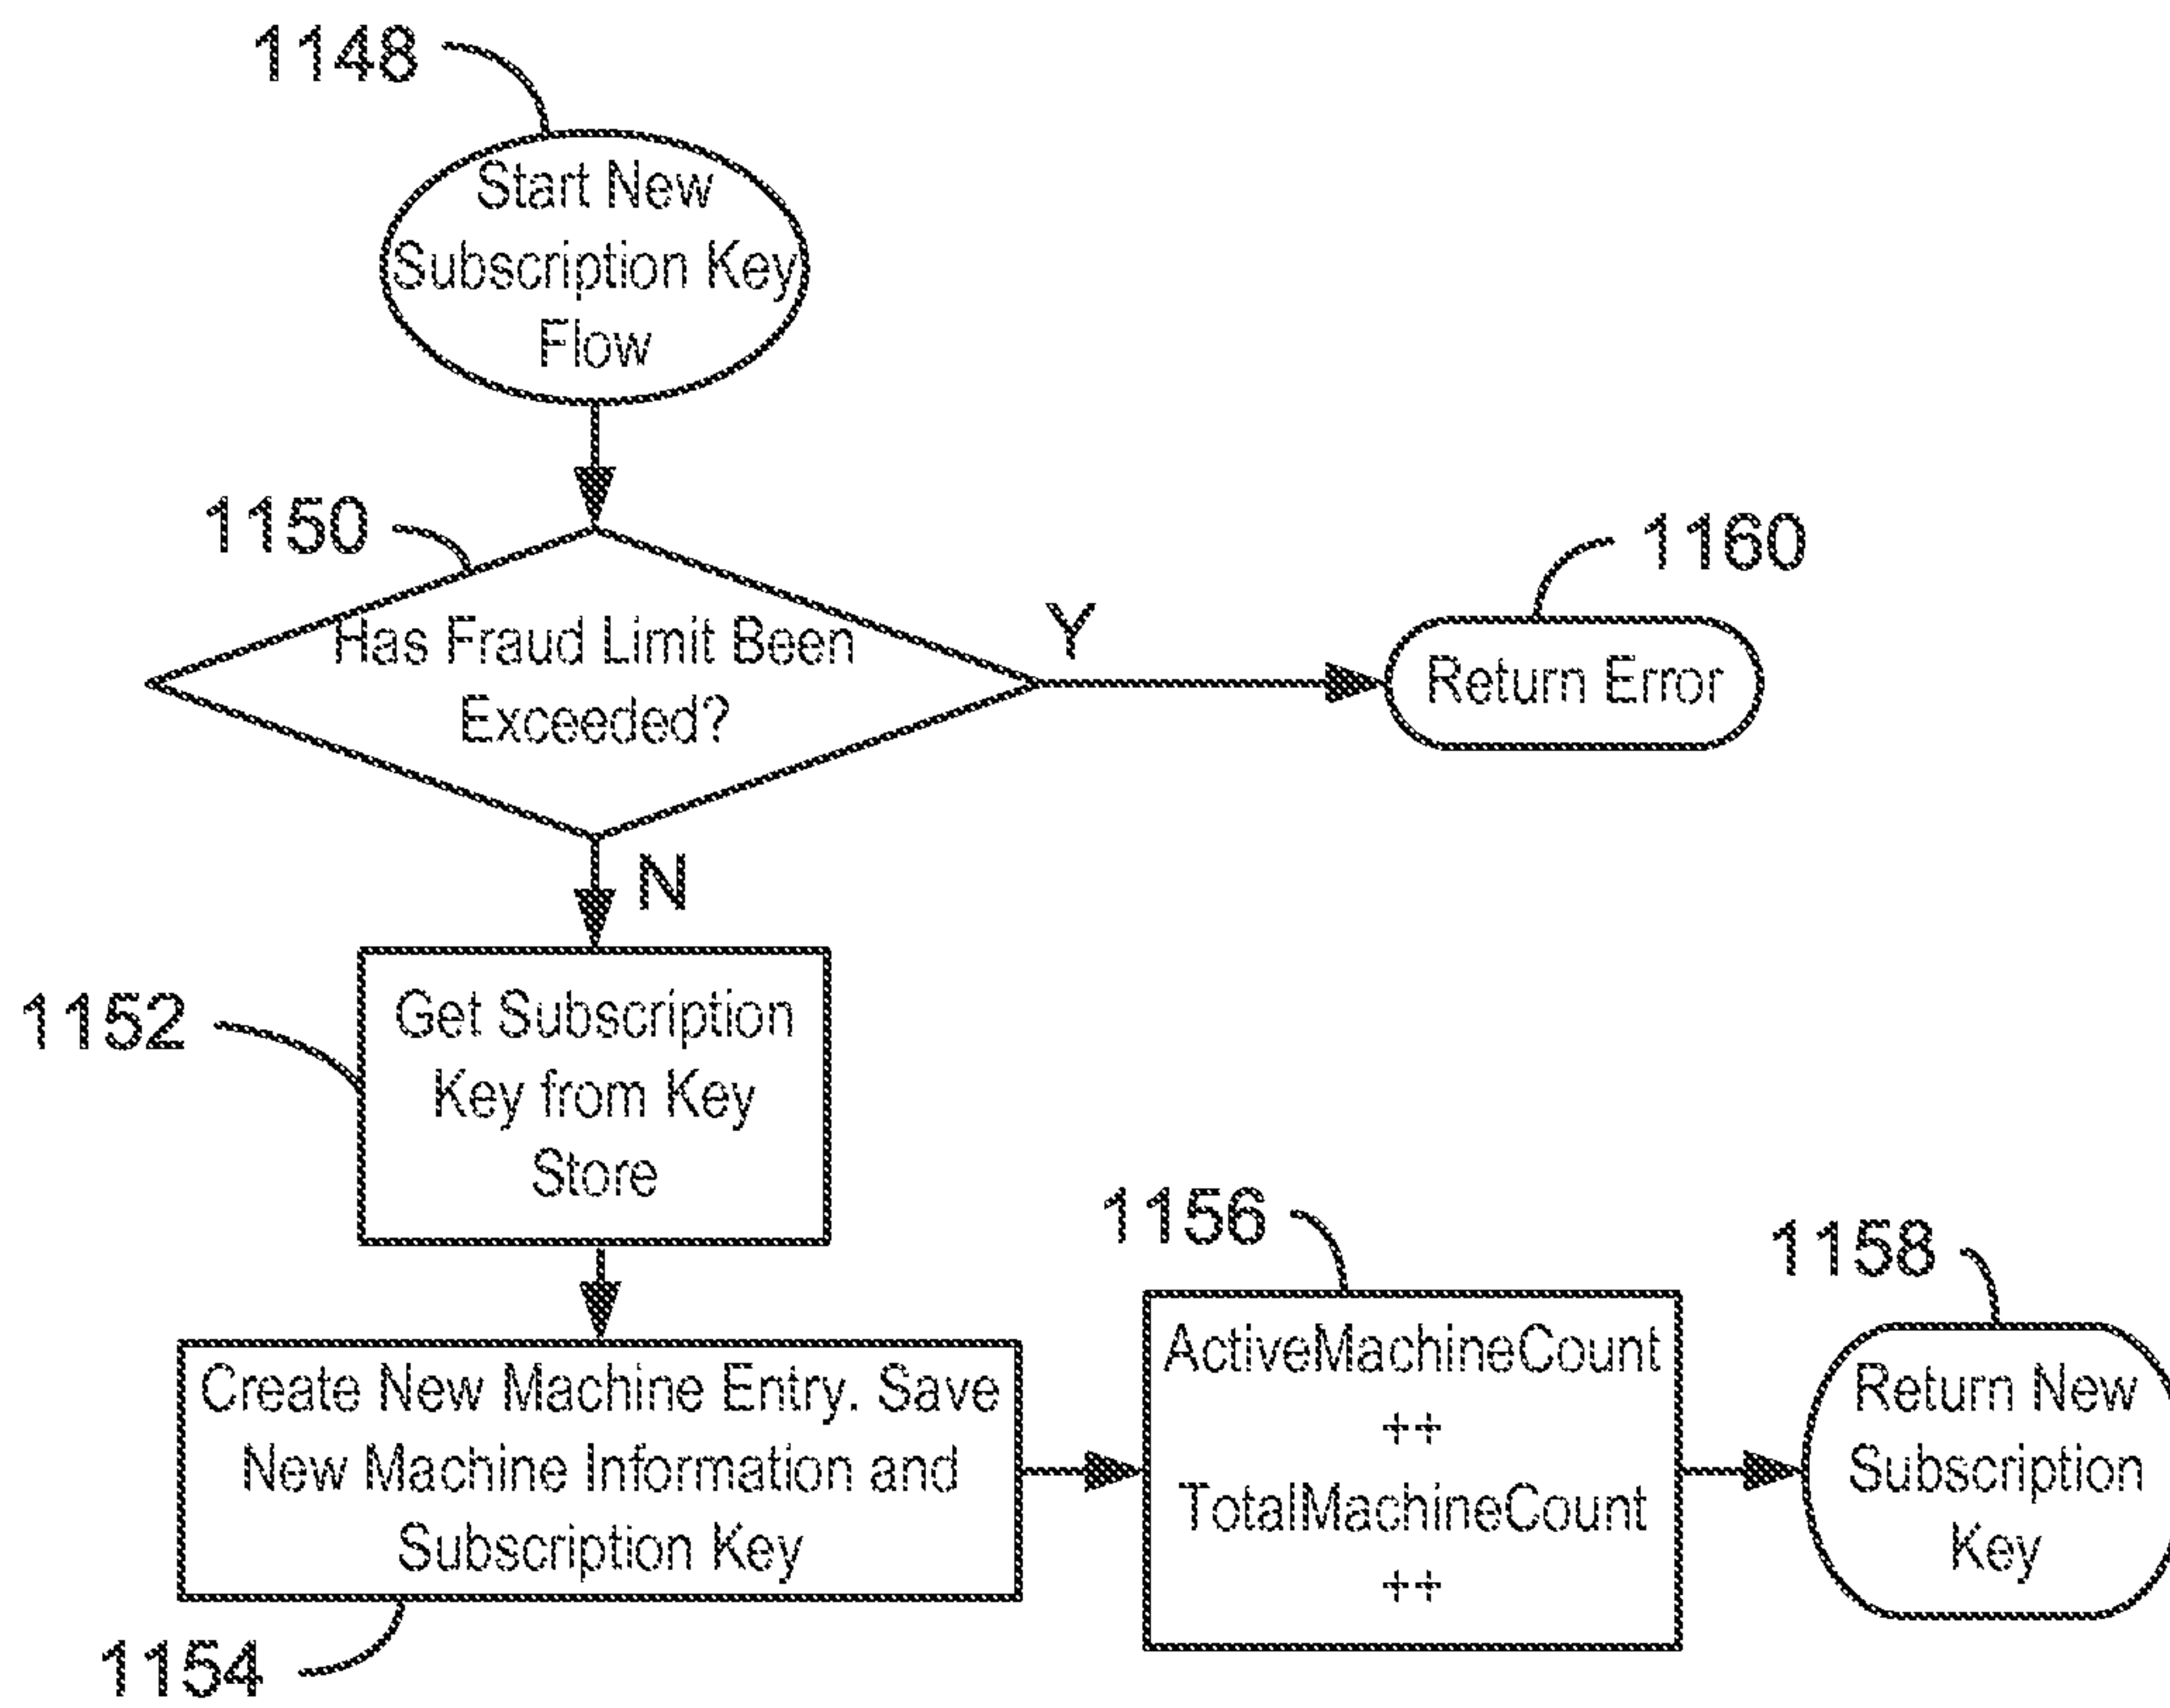 1148
Start New
Subscription Key
Flow
1150
Has Fraud Limit Been
Exceeded?
Y
1160
Return Error
N
1152
Get Subscription
Key from Key
Store
1154
Create New Machine Entry. Save
New Machine Information and
Subscription Key
1156
ActiveMachineCount
++
TotalMachineCount
++
1158
Return New
Subscription
Key